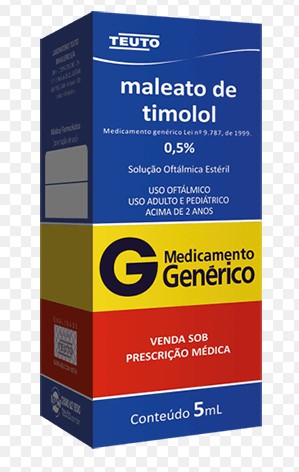 TEUTO
maleato de
timolol
Medicamento genérico Lei nº 9.787, de 1999.
0,5%
Solução Oftálmica Estéril
USO OFTÁLMICO
USO ADULTO E PEDIÁTRICO
ACIMA DE 2 ANOS
G Medicamento
Genérico
VENDA SOB
PRESCRIÇÃO MÉDICA
Conteúdo 5mL
TEUTO